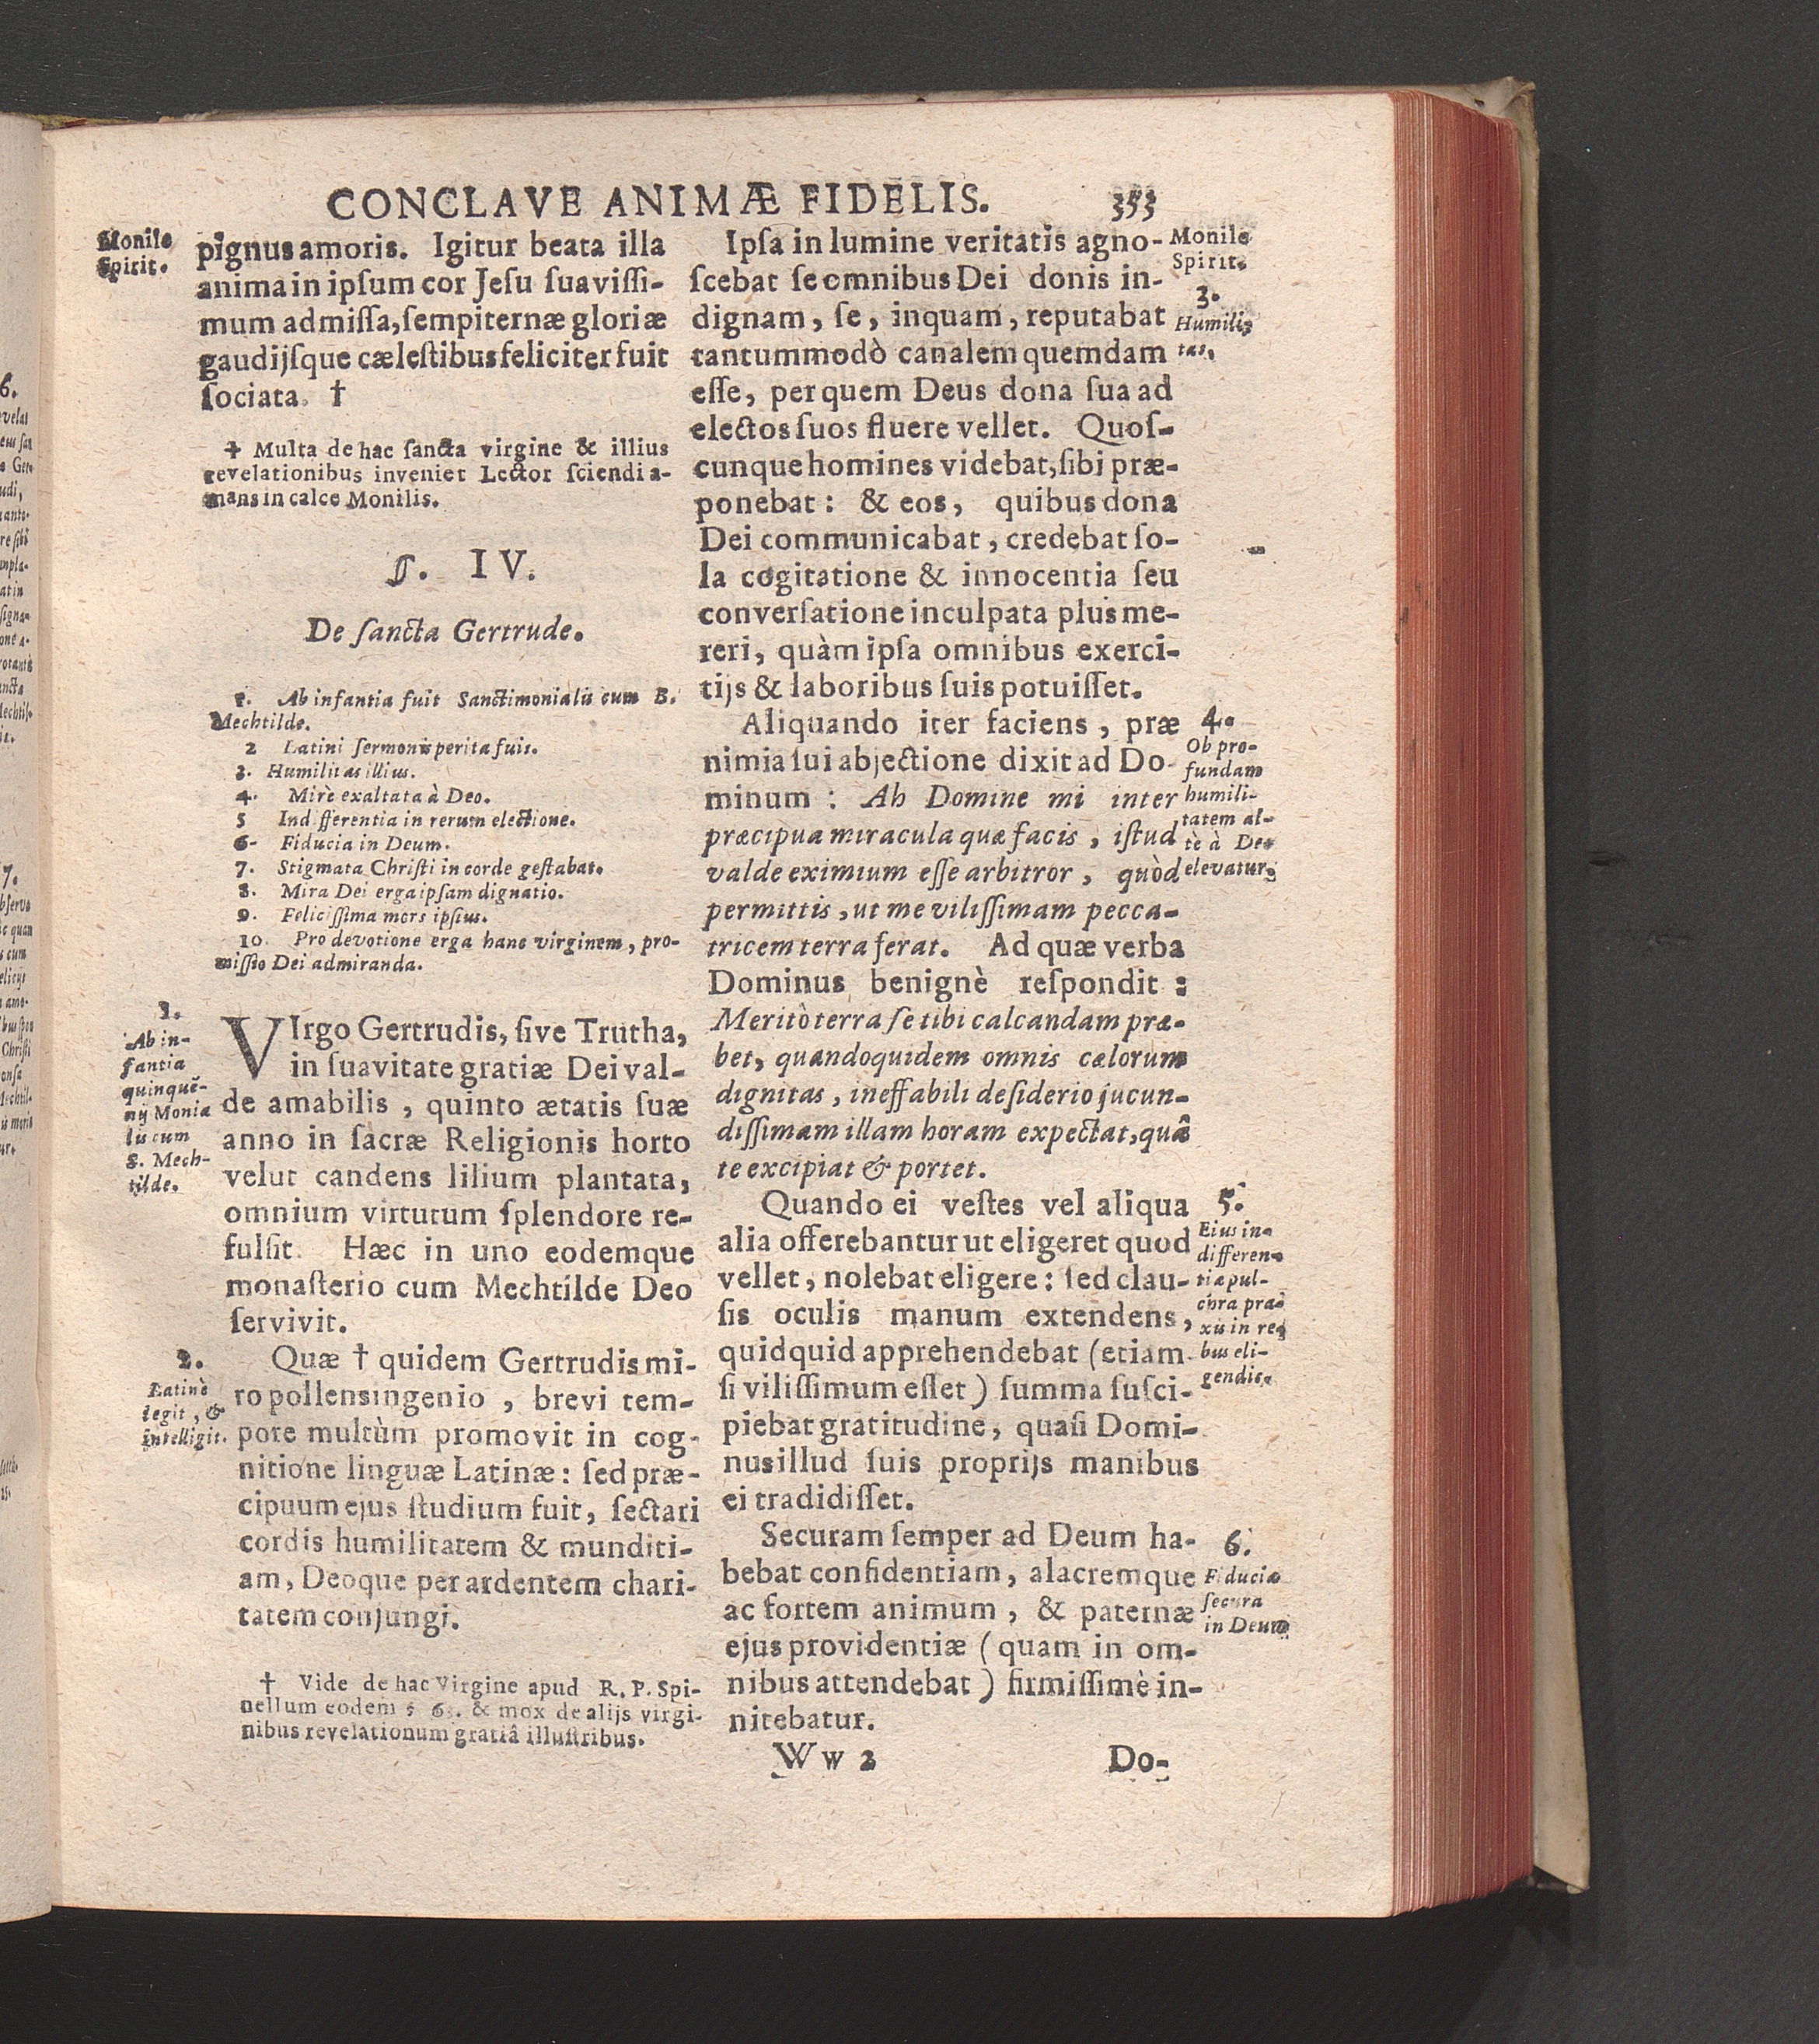 CONCLAVE ANIMÆ FIDELIS.
353
Monile
Spirit.
pignus amoris. Igitur beata illa
anima in ipsum cor Jesu suavissi-
mum admissa, sempiternæ gloriæ
gaudijsque cælestibus feliciter fuit
sociata. †
† Multa de hac sancta virgine & illius
revelationibus inveniet Lector sciendi a-
mans in calce Monilis.
§. IV.
De sancta Gertrude.
1. Ab infantia fuit Sanctimonialis cum B.
Mechtilde.
2 Latini sermonis perita fuit.
3. Humilitas illius.
4. Mirè exaltata à Deo.
5 Indifferentia in rerum electione.
6- Fiducia in Deum.
7. Stigmata Christi in corde gestabat.
8. Mira Dei erga ipsam dignatio.
9. Felicissima mors ipsius.
10. Pro devotione erga hanc virginem, pro-
missio Dei admiranda.
1.
Ab in-
fantia
quinquē-
nij Monia
lis cum
S. Mech-
tilde.
VIrgo Gertrudis, sive Trutha,
in suavitate gratiæ Dei val-
de amabilis, quinto ætatis suæ
anno in sacræ Religionis horto
velut candens lilium plantata,
omnium virtutum splendore re-
fulsit. Hæc in uno eodemque
monasterio cum Mechtilde Deo
servivit.
2.
Latinè
legit, &
intelligit.
Quæ † quidem Gertrudis mi-
ro pollens ingenio, brevi tem-
pore multùm promovit in cog-
nitione linguæ Latinæ: sed præ-
cipuum ejus studium fuit, sectari
cordis humilitatem & munditi-
am, Deoque per ardentem chari-
tatem conjungi.
† Vide de hac Virgine apud R. P. Spi-
nellum eodem & mox de alijs virgi-
nibus revelationum gratiâ illustribus.
Monile
Spirit.
3.
Humili-
tas.
Ipsa in lumine veritatis agno-
scebat se omnibus Dei donis in-
dignam, se, inquam, reputabat
tantummodò canalem quemdam
esse, per quem Deus dona sua ad
electos suos fluere vellet. Quos-
cunque homines videbat, sibi præ-
ponebat: & eos, quibus dona
Dei communicabat, credebat so-
la cogitatione & innocentia seu
conversatione inculpata plus me-
reri, quàm ipsa omnibus exerci-
tijs & laboribus suis potuisset.
4.
Ob pro-
fundam
humili-
tatem al-
tè à Deo
elevatur.
Aliquando iter faciens, præ
nimia sui abjectione dixit ad Do-
minum: Ah Domine mi inter
præcipua miracula quæ facis, istud
valde eximium esse arbitror, quòd
permittis, ut me vilissimam pecca-
tricem terra ferat. Ad quæ verba
Dominus benignè respondit:
Meritò terra se tibi calcandam præ-
bet, quandoquidem omnis cælorum
dignitas, ineffabili desiderio jucun-
dissimam illam horam expectat, quâ
te excipiat & portet.
5.
Eius in-
differen-
tiæ pul-
chra pra-
xis in re-
bus eli-
gendis.
Quando ei vestes vel aliqua
alia offerebantur ut eligeret quod
vellet, nolebat eligere: sed clau-
sis oculis manum extendens,
quidquid apprehendebat (etiam
si vilissimum esset) summa susci-
piebat gratitudine, quasi Domi-
nus illud suis proprijs manibus
ei tradidisset.
6.
Fiducia
secura
in Deum
Securam semper ad Deum ha-
bebat confidentiam, alacremque
ac fortem animum, & paternæ
ejus providentiæ (quam in om-
nibus attendebat) firmissimè in-
nitebatur.
Ww 2
Do-